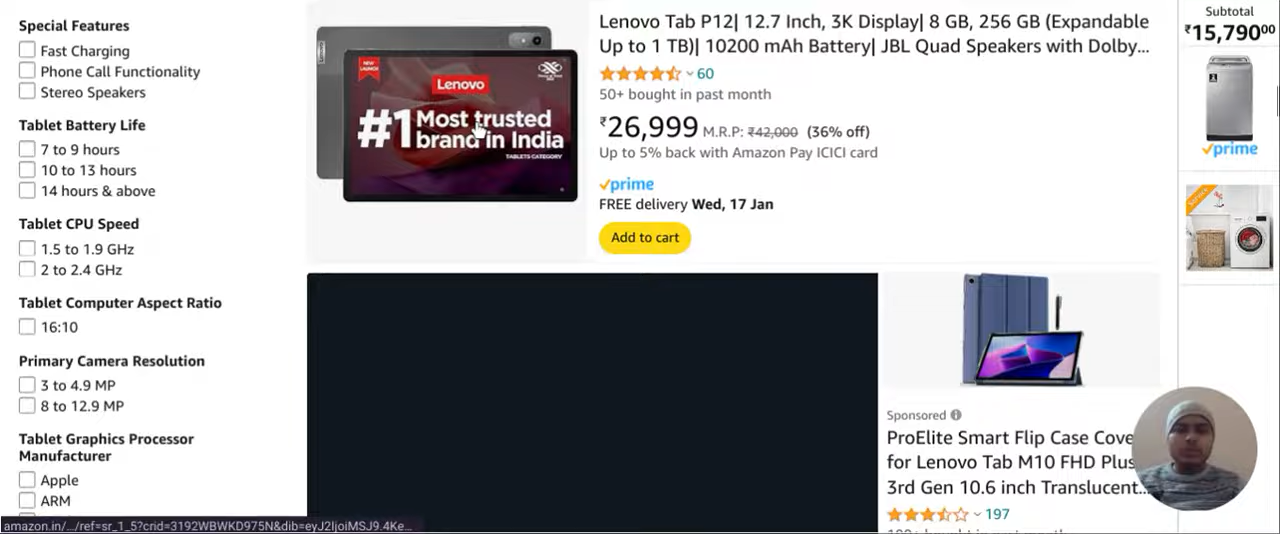 Special Features
Fast Charging
Phone Call Functionality
Stereo Speakers
Tablet Battery Life
7 to 9 hours
10 to 13 hours
14 hours & above
Tablet CPU Speed
1.5 to 1.9 GHz
2 to 2.4 GHz
Tablet Computer Aspect Ratio
16:10
Primary Camera Resolution
3 to 4.9 MP
8 to 12.9 MP
Tablet Graphics Processor
Manufacturer
Apple
ARM
amazon.in/.../ref=sr_1_5?crid=3192WBWKD975N&dib=eyJ2IjoiMSJ9.4Ke...
NEW
LAUNCH
Lenovo
#1 Most trusted
brand in India
TABLETS CATEGORY
Lenovo Tab P12| 12.7 Inch, 3K Display| 8 GB, 256 GB (Expandable
Up to 1 TB)| 10200 mAh Battery| JBL Quad Speakers with Dolby...
60
50+ bought in past month
₹26,999 M.R.P: ₹42,000 (36% off)
Up to 5% back with Amazon Pay ICICI card
prime
FREE delivery Wed, 17 Jan
Add to cart
Sponsored
ProElite Smart Flip Case Cove
for Lenovo Tab M10 FHD Plus
3rd Gen 10.6 inch Translucent...
197
Subtotal
₹15,790.00
prime